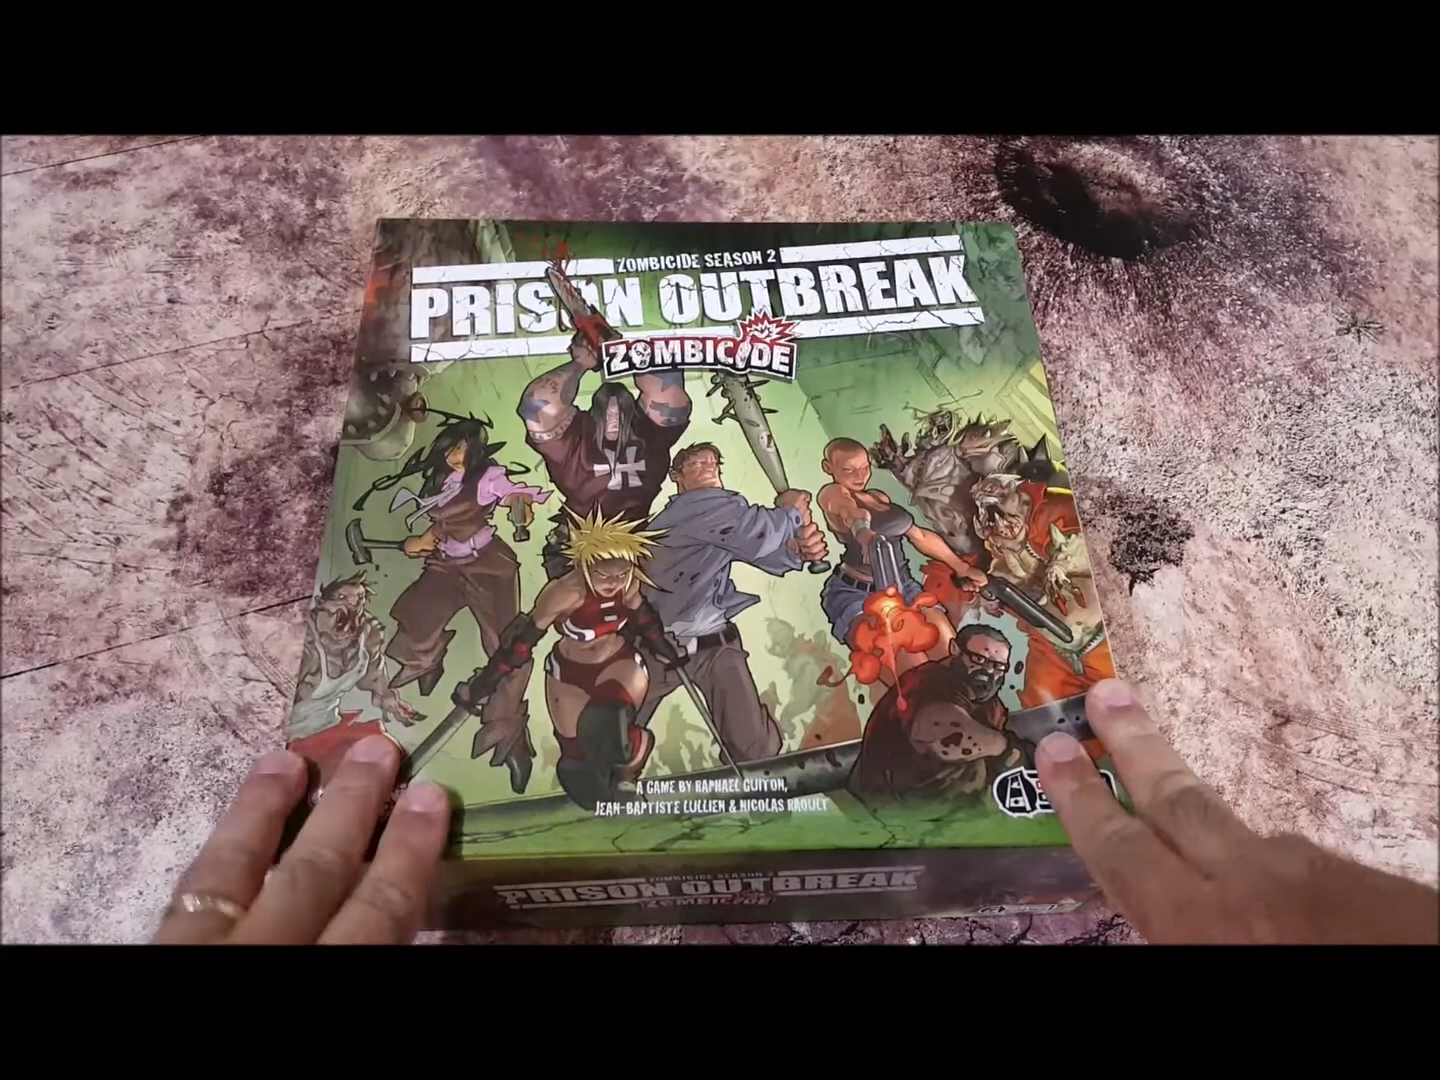 ZOMBICIDE SEASON 2
PRISON OUTBREAK
ZOMBICIDE
A GAME BY RAPHAËL GUITON,
JEAN-BAPTISTE LULLIEN & NICOLAS RAOULT
ZOMBICIDE SEASON 2
PRISON OUTBREAK
ZOMBICIDE